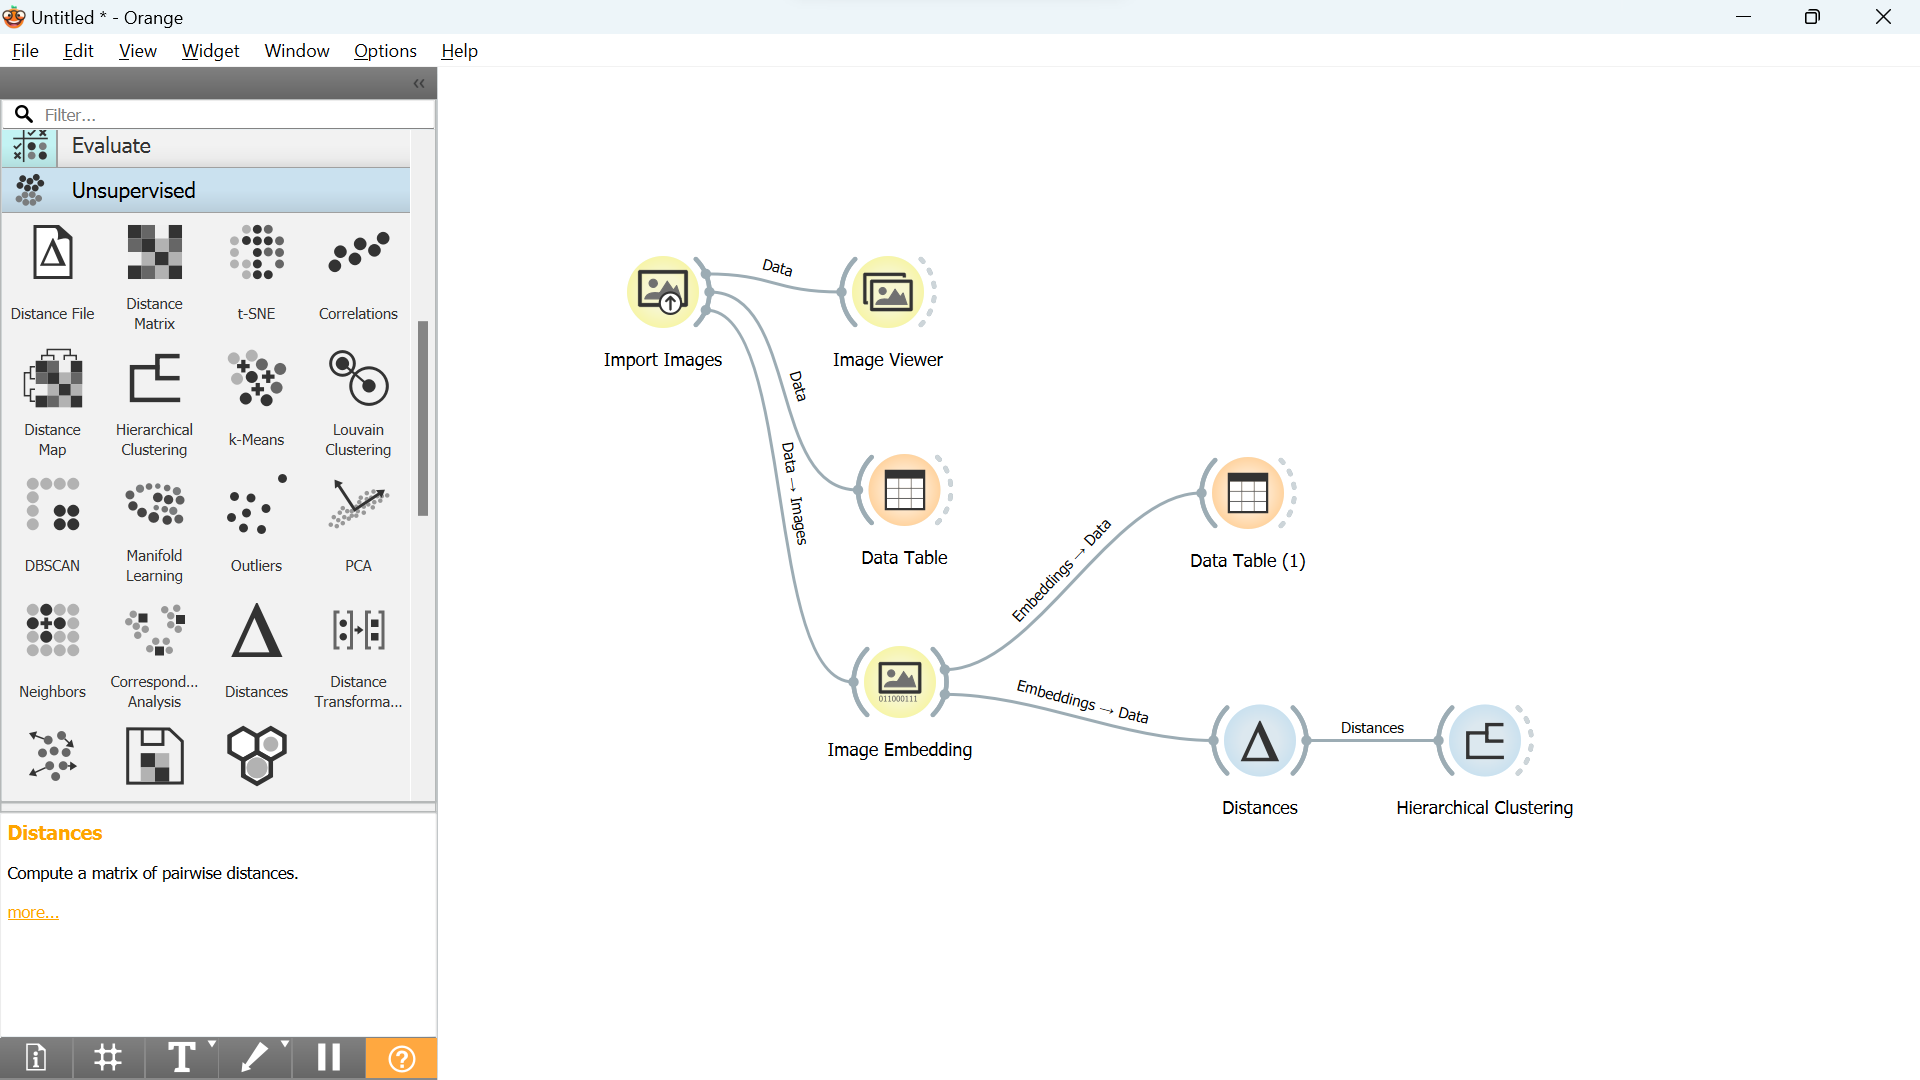 Untitled * - Orange
File Edit View Widget Window Options Help
Filter...
Evaluate
Unsupervised
Distance File
Distance
Matrix
t-SNE
Correlations
Distance
Map
Hierarchical
Clustering
k-Means
Louvain
Clustering
DBSCAN
Manifold
Learning
Outliers
PCA
Neighbors
Correspond...
Analysis
Distances
Distance
Transforma...
Distances
Compute a matrix of pairwise distances.
more...
Data
Import Images
Image Viewer
Data
Data → Images
Data Table
Embeddings → Data
Data Table (1)
011000111
Image Embedding
Embeddings → Data
Distances
Distances
Hierarchical Clustering